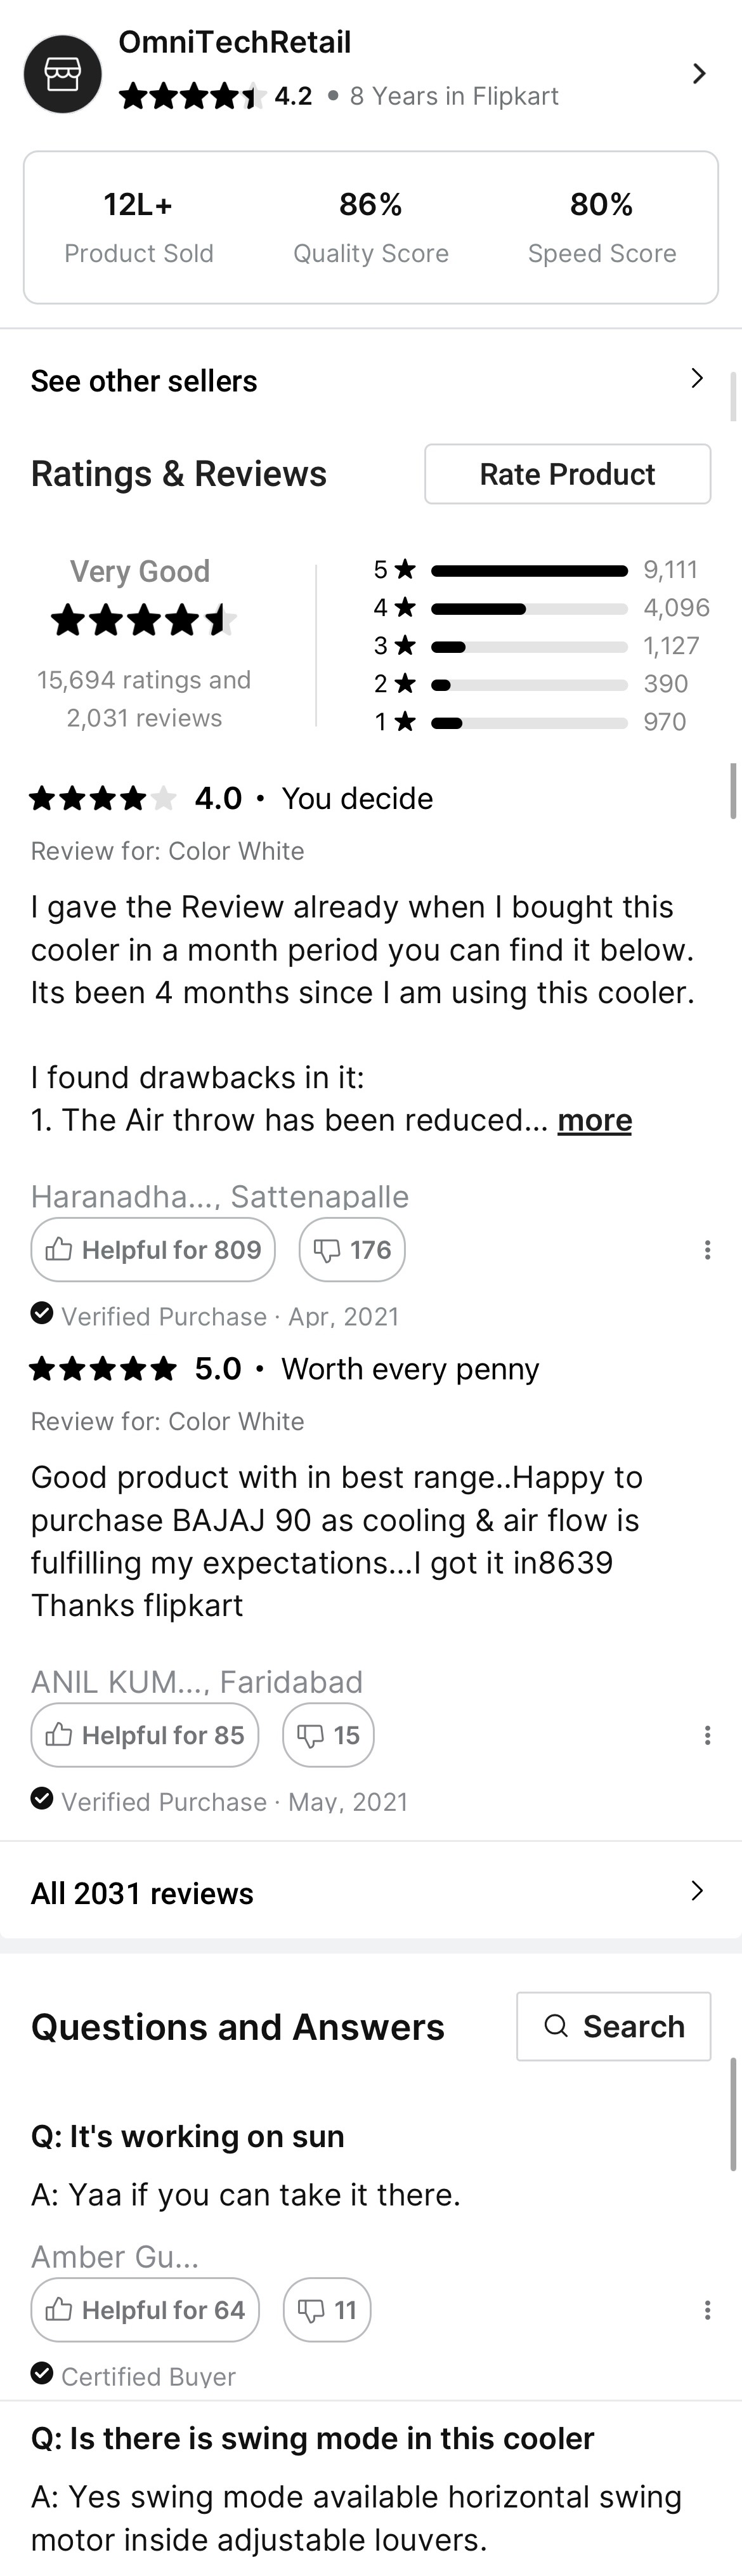 OmniTechRetail
4.2 • 8 Years in Flipkart
12L+ 86% 80%
Product Sold Quality Score Speed Score
See other sellers
Ratings & Reviews Rate Product
Very Good
15,694 ratings and
2,031 reviews
5 ★ 9,111
4 ★ 4,096
3 ★ 1,127
2 ★ 390
1 ★ 970
4.0 • You decide
Review for: Color White
I gave the Review already when I bought this
cooler in a month period you can find it below.
Its been 4 months since I am using this cooler.
I found drawbacks in it:
1. The Air throw has been reduced... more
Haranadha..., Sattenapalle
Helpful for 809 176
Verified Purchase · Apr, 2021
5.0 • Worth every penny
Review for: Color White
Good product with in best range..Happy to
purchase BAJAJ 90 as cooling & air flow is
fulfilling my expectations...I got it in8639
Thanks flipkart
ANIL KUM..., Faridabad
Helpful for 85 15
Verified Purchase · May, 2021
All 2031 reviews
Questions and Answers Search
Q: It's working on sun
A: Yaa if you can take it there.
Amber Gu...
Helpful for 64 11
Certified Buyer
Q: Is there is swing mode in this cooler
A: Yes swing mode available horizontal swing
motor inside adjustable louvers.